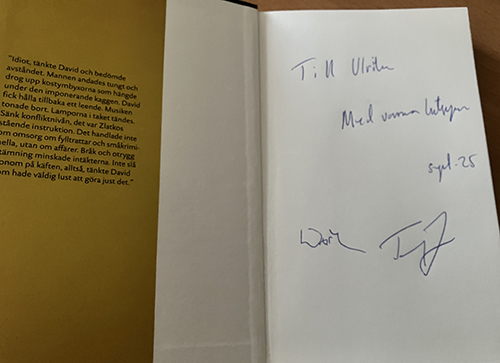 "Idiot, tänkte David och bedömde
avståndet. Mannen andades tungt och
drog upp kostymbyxorna som hängde
under den imponerande kaggen. David
fick hålla tillbaka ett leende. Musiken
tonade bort. Lamporna i taket tändes.
Sänk konfliktnivån, det var Zlatkos
stående instruktion. Det handlade inte
om omsorg om fylltrattar och småkrimi-
nella, utan om affärer. Bråk och otrygg
stämning minskade intäkterna. Inte slå
honom på käften, alltså, tänkte David
som hade väldig lust att göra just det."
Till Ulrika
Med varma
sept. 25